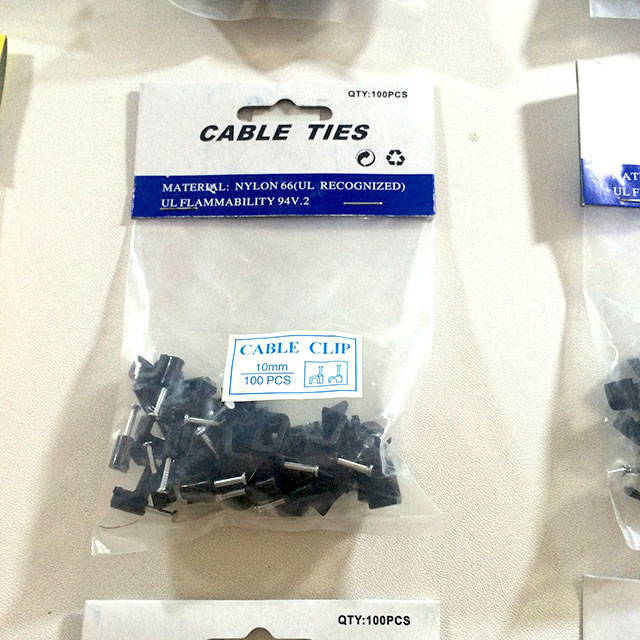 QTY:100PCS
CABLE TIES
MATERIAL: NYLON 66(UL RECOGNIZED)
UL FLAMMABILITY 94V.2
CABLE CLIP
10mm
100 PCS
UL F
QTY:100PCS